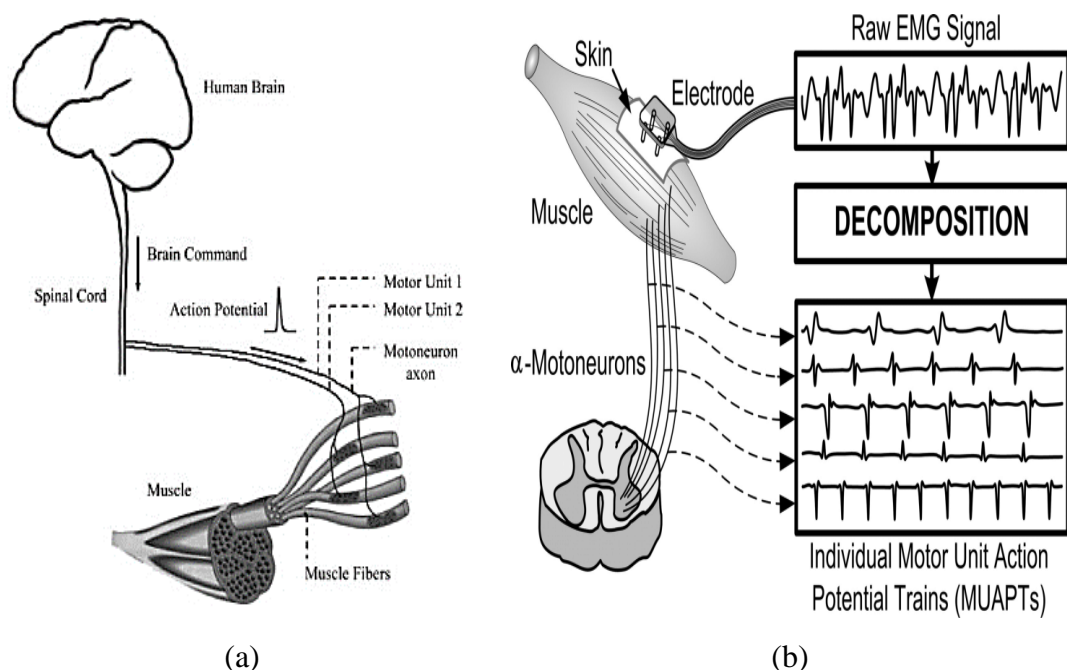 Human Brain
Brain Command
Spinal Cord
Action Potential
Motor Unit 1
Motor Unit 2
Motoneuron
axon
Muscle
Muscle Fibers
(a)
Raw EMG Signal
Skin
Electrode
Muscle
DECOMPOSITION
α-Motoneurons
Individual Motor Unit Action
Potential Trains (MUAPTs)
(b)